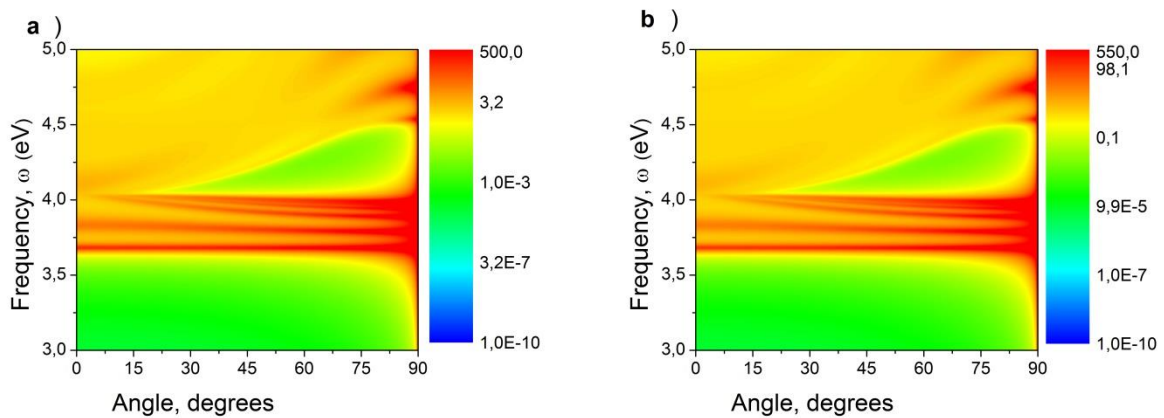 a )
5,0
4,5
4,0
3,5
3,0
Frequency, ω (eV)
0 15 30 45 60 75 90
Angle, degrees
500,0
3,2
1,0E-3
3,2E-7
1,0E-10
b )
5,0
4,5
4,0
3,5
3,0
Frequency, ω (eV)
0 15 30 45 60 75 90
Angle, degrees
550,0
98,1
0,1
9,9E-5
1,0E-7
1,0E-10